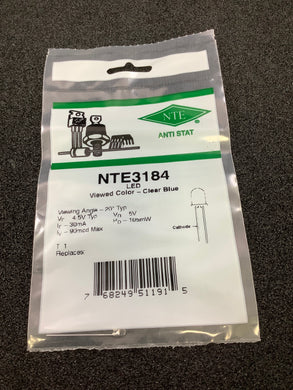 NTE
ANTI STAT
NTE3184
LED
Viewed Color – Clear Blue
Viewing Angle – 20° Typ
VF – 4.5V Typ VR – 5V
IF – 30mA PD – 105mW
IV – 90mcd Max
Cathode
T-1
Replaces:
7 68249 51191 5